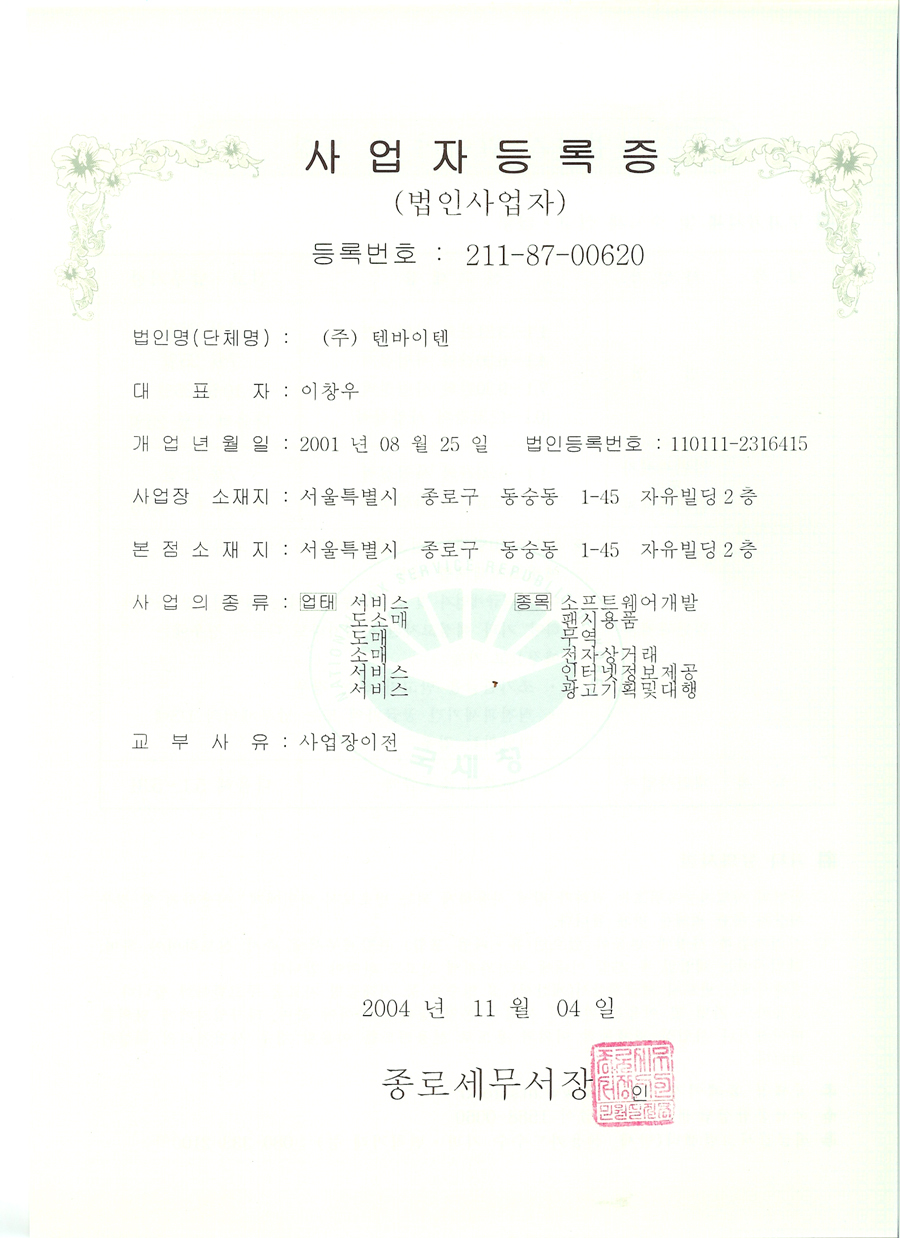 사업자등록증
(법인사업자)
등록번호 : 211-87-00620
법인명(단체명) : (주) 텐바이텐
대 표 자 : 이창우
개 업 년 월 일 : 2001 년 08 월 25 일 법인등록번호 : 110111-2316415
사업장 소재지 : 서울특별시 종로구 동숭동 1-45 자유빌딩 2 층
본 점 소 재 지 : 서울특별시 종로구 동숭동 1-45 자유빌딩 2 층
사 업 의 종 류 : 업태 서비스 종목 소프트웨어개발
도소매 팬시용품
도매 무역
소매 전자상거래
서비스 인터넷정보제공
서비스 광고기획및대행
교 부 사 유 : 사업장이전
국세청
2004 년 11 월 04 일
종로세무서장 인